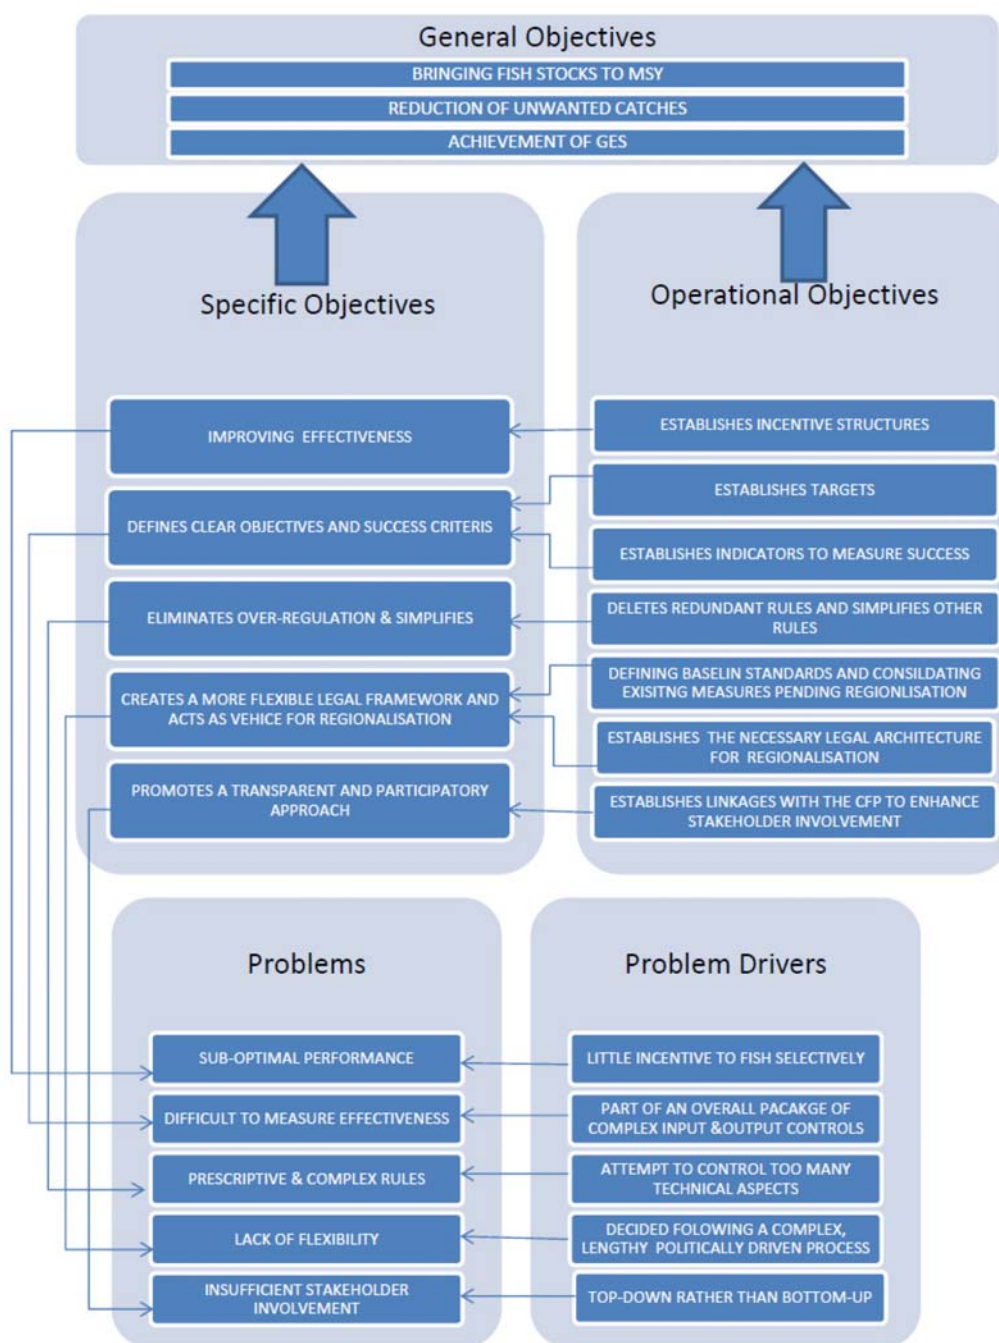 General Objectives
BRINGING FISH STOCKS TO MSY
REDUCTION OF UNWANTED CATCHES
ACHIEVEMENT OF GES
Specific Objectives
IMPROVING EFFECTIVENESS
DEFINES CLEAR OBJECTIVES AND SUCCESS CRITERIS
ELIMINATES OVER-REGULATION & SIMPLIFIES
CREATES A MORE FLEXIBLE LEGAL FRAMEWORK AND
ACTS AS VEHICE FOR REGIONALISATION
PROMOTES A TRANSPARENT AND PARTICIPATORY
APPROACH
Operational Objectives
ESTABLISHES INCENTIVE STRUCTURES
ESTABLISHES TARGETS
ESTABLISHES INDICATORS TO MEASURE SUCCESS
DELETES REDUNDANT RULES AND SIMPLIFIES OTHER
RULES
DEFINING BASELIN STANDARDS AND CONSILDATING
EXISITNG MEASURES PENDING REGIONLISATION
ESTABLISHES THE NECESSARY LEGAL ARCHITECTURE
FOR REGIONALISATION
ESTABLISHES LINKAGES WITH THE CFP TO ENHANCE
STAKEHOLDER INVOLVEMENT
Problems
SUB-OPTIMAL PERFORMANCE
DIFFICULT TO MEASURE EFFECTIVENESS
PRESCRIPTIVE & COMPLEX RULES
LACK OF FLEXIBILITY
INSUFFICIENT STAKEHOLDER
INVOLVEMENT
Problem Drivers
LITTLE INCENTIVE TO FISH SELECTIVELY
PART OF AN OVERALL PACAKGE OF
COMPLEX INPUT &OUTPUT CONTROLS
ATTEMPT TO CONTROL TOO MANY
TECHNICAL ASPECTS
DECIDED FOLOWING A COMPLEX,
LENGTHY POLITICALLY DRIVEN PROCESS
TOP-DOWN RATHER THAN BOTTOM-UP